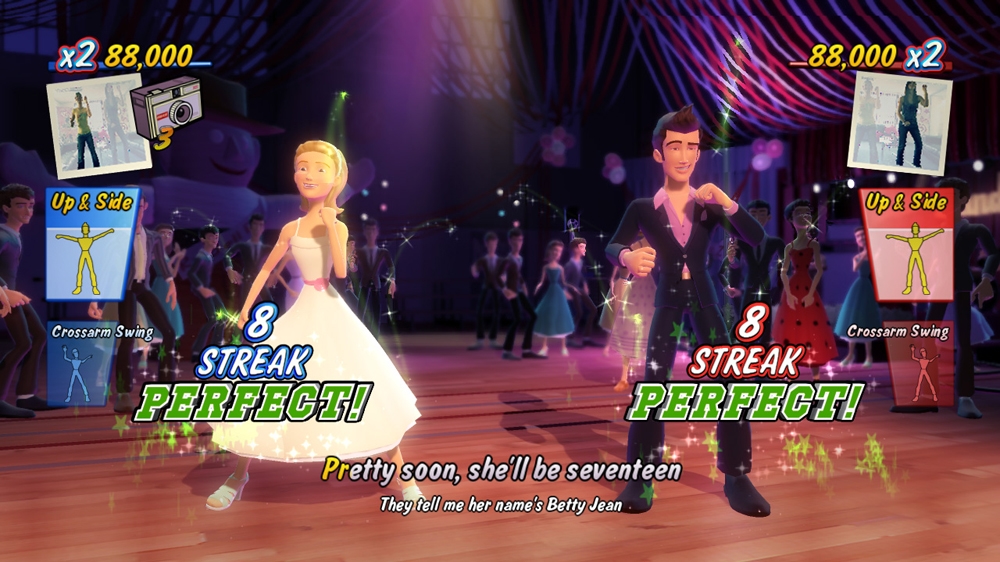 x2 88,000
88,000 x2
3
Up & Side
Up & Side
Crossarm Swing
Crossarm Swing
8
STREAK
PERFECT!
8
STREAK
PERFECT!
Pretty soon, she'll be seventeen
They tell me her name's Betty Jean